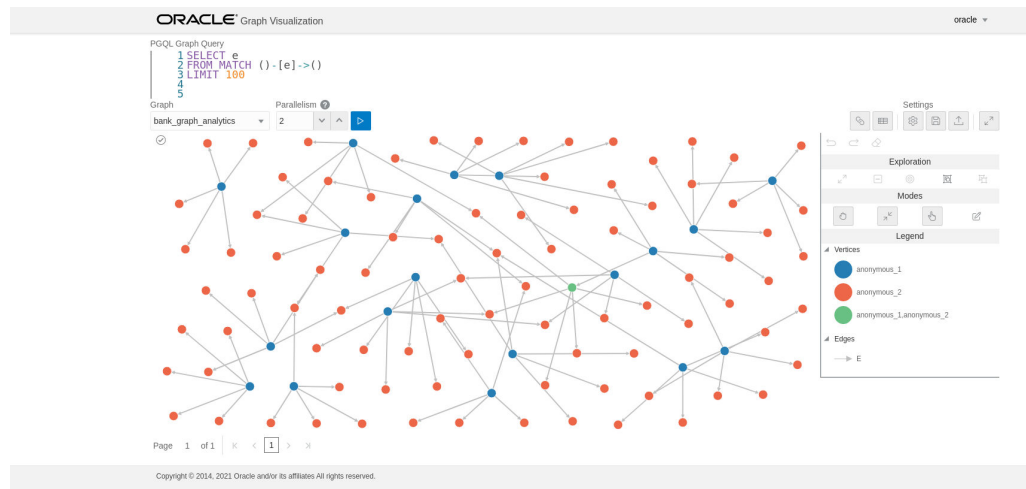 ORACLE® Graph Visualization
oracle
PGQL Graph Query
1 SELECT e
2 FROM MATCH ()-[e]->()
3 LIMIT 100
4
5
Graph
Parallelism ?
Settings
bank_graph_analytics
2
Exploration
Modes
Legend
Vertices
anonymous_1
anonymous_2
anonymous_1,anonymous_2
Edges
E
Page 1 of 1 K < 1 > X
Copyright © 2014, 2021 Oracle and/or its affiliates All rights reserved.